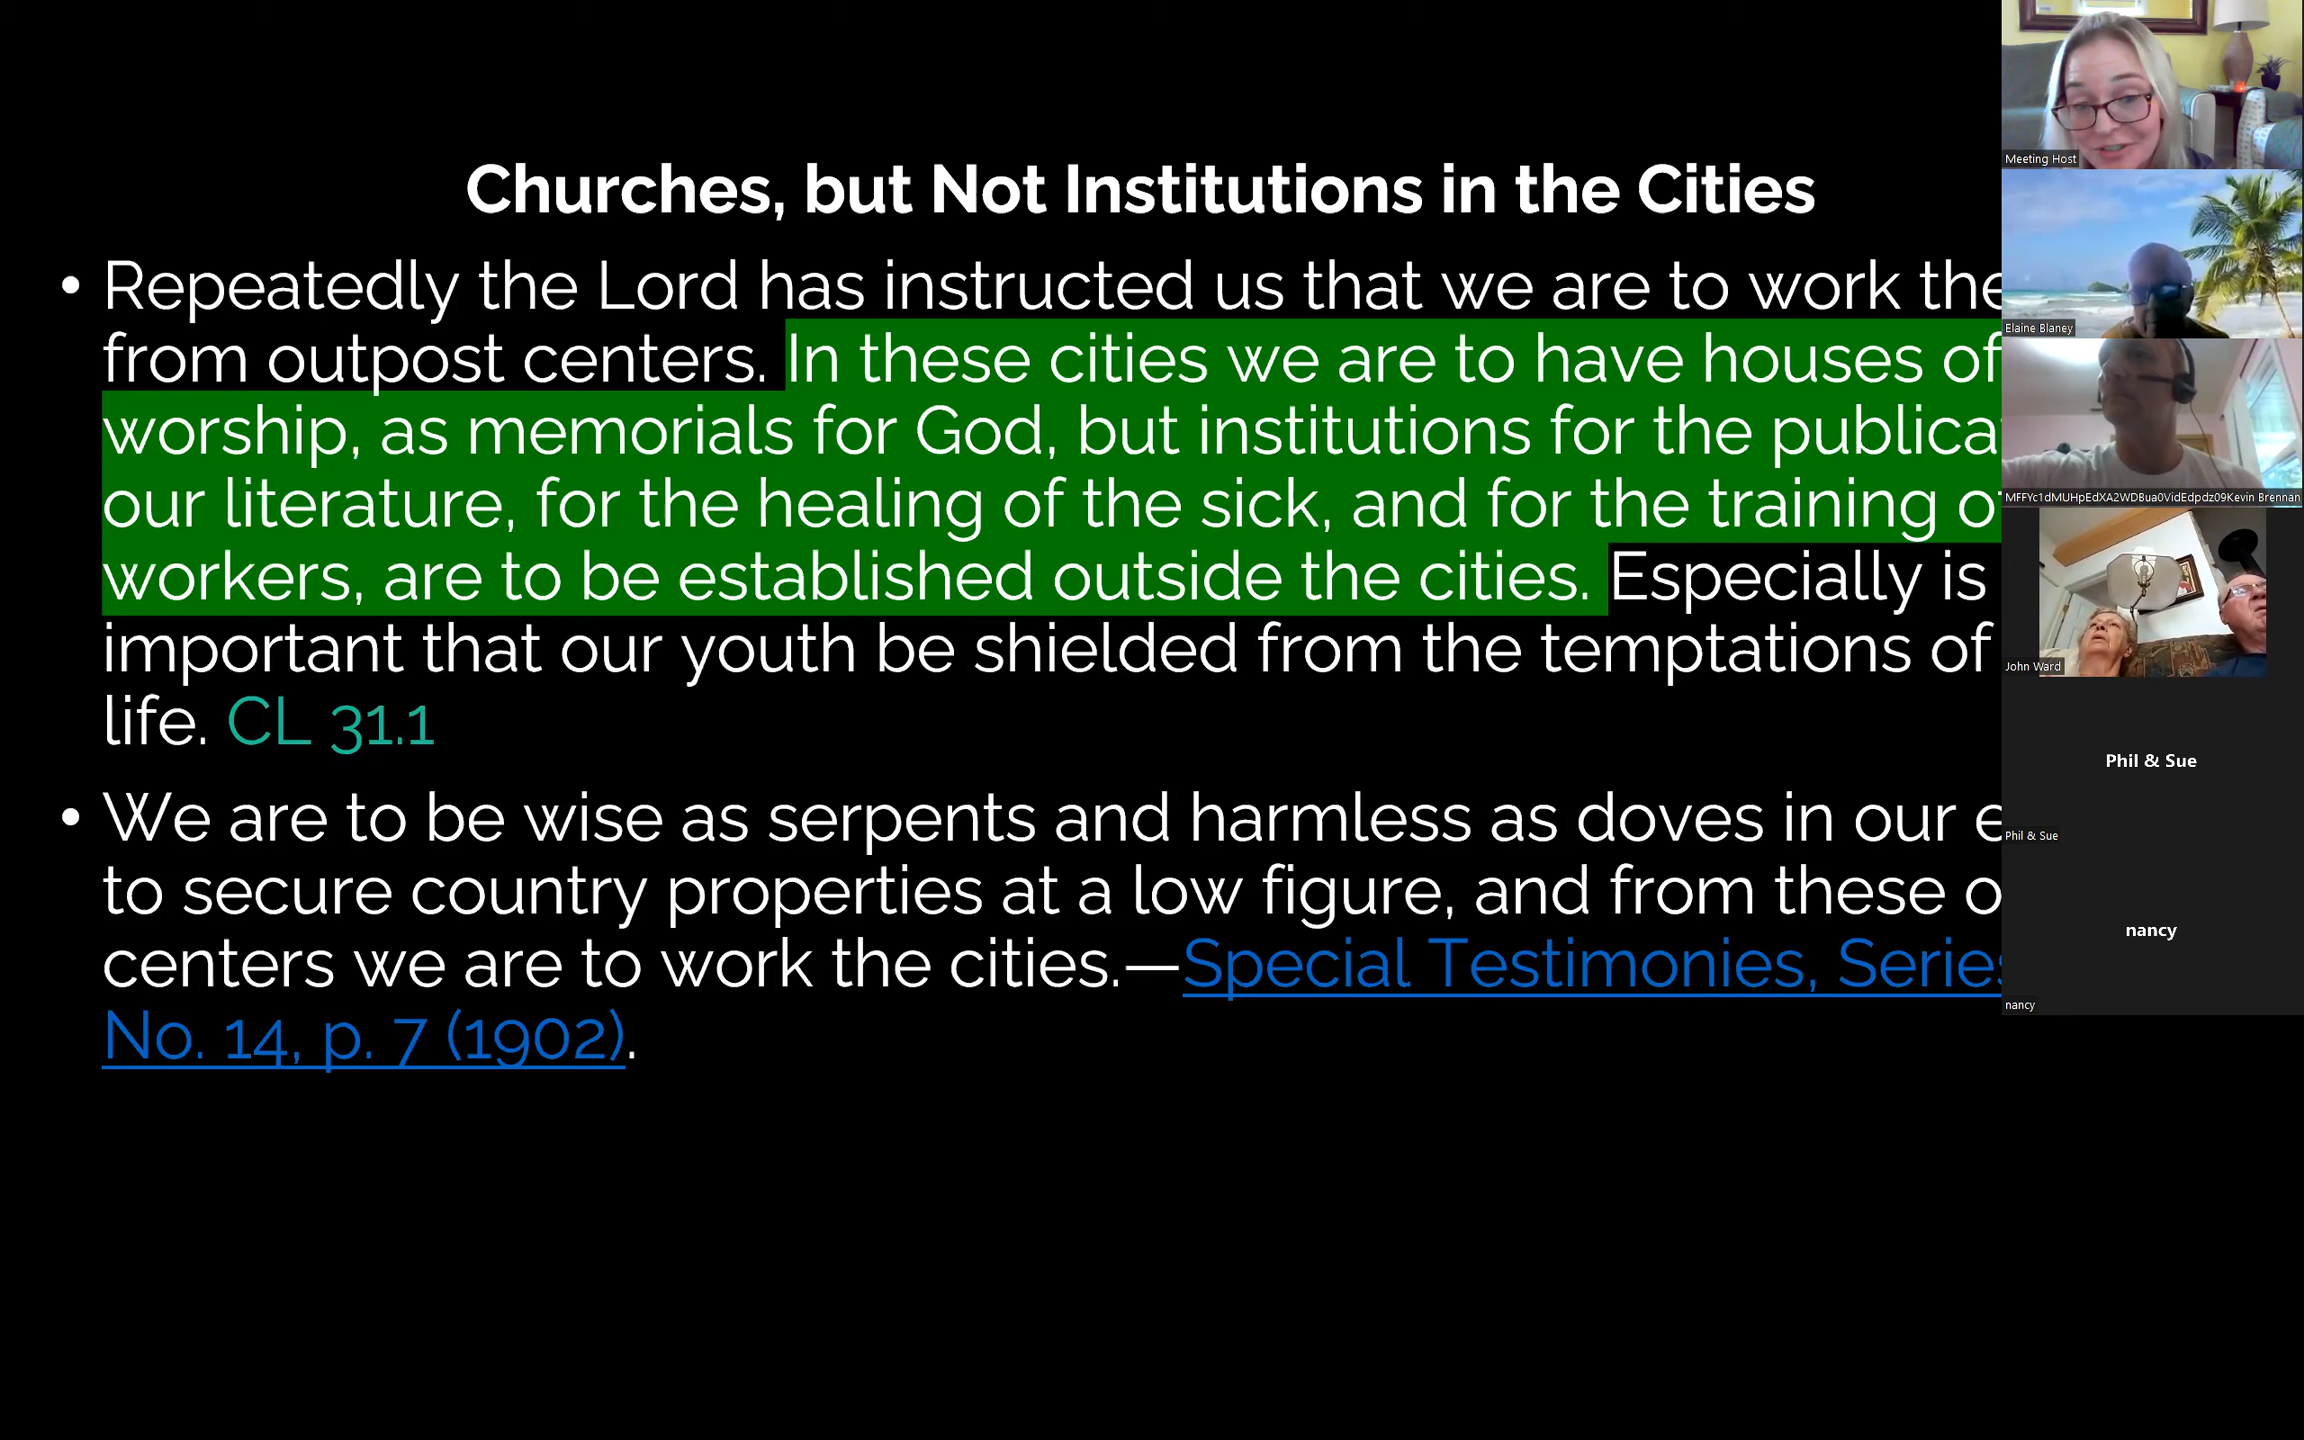 Churches, but Not Institutions in the Cities
• Repeatedly the Lord has instructed us that we are to work the
from outpost centers. In these cities we are to have houses of
worship, as memorials for God, but institutions for the publica
our literature, for the healing of the sick, and for the training of
workers, are to be established outside the cities. Especially is
important that our youth be shielded from the temptations of
life. CL 31.1
• We are to be wise as serpents and harmless as doves in our e
to secure country properties at a low figure, and from these o
centers we are to work the cities.—Special Testimonies, Series
No. 14, p. 7 (1902).
Meeting Host
Elaine Blaney
MFFYc1dMUHpEdXA2WDBua0VidEdpdz09Kevin Brennan
John Ward
Phil & Sue
Phil & Sue
nancy
nancy